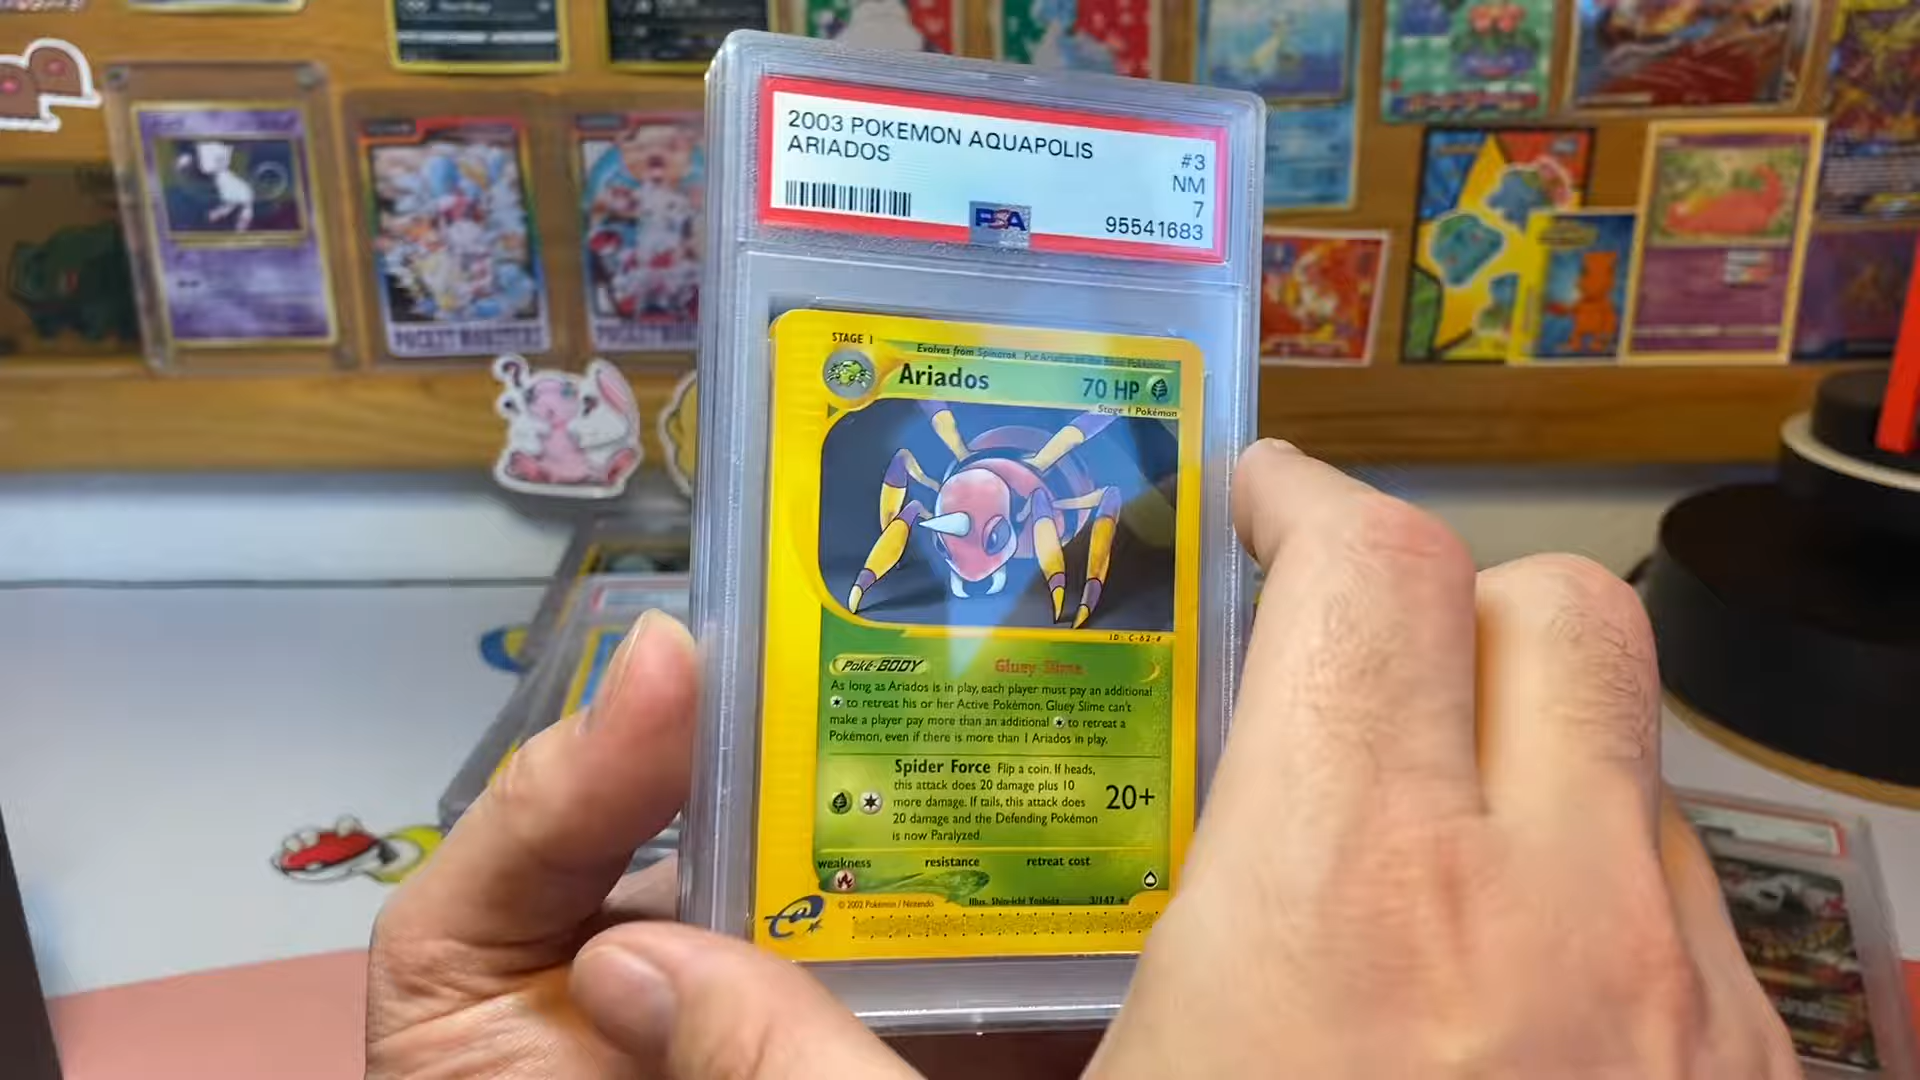 2003 POKEMON AQUAPOLIS
ARIADOS
#3
NM
7
PSA
95541683
STAGE 1
Evolves from Spinarak Put Ariados on the Basic Pokémon
Ariados
70 HP
Stage 1 Pokémon
ID: C-62-#
Poké-BODY
Gluey Slime
As long as Ariados is in play, each player must pay an additional
to retreat his or her Active Pokémon. Gluey Slime can't
make a player pay more than an additional to retreat a
Pokémon, even if there is more than 1 Ariados in play.
Spider Force Flip a coin. If heads,
this attack does 20 damage plus 10
more damage. If tails, this attack does
20 damage and the Defending Pokémon
is now Paralyzed.
20+
weakness
resistance
retreat cost
© 2002 Pokémon / Nintendo
Illus. Shin-ichi Yoshida
3/147
e
POCKET MONSTERS
POCKET MON